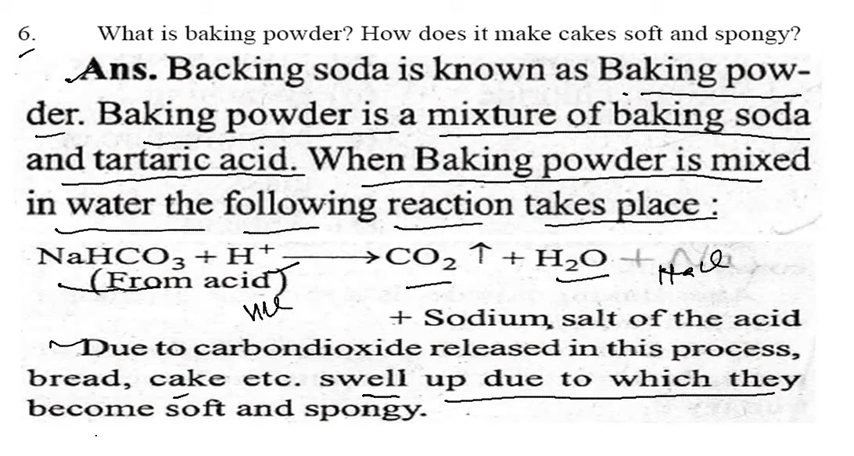 6. What is baking powder? How does it make cakes soft and spongy?
Ans. Backing soda is known as Baking pow-
der. Baking powder is a mixture of baking soda
and tartaric acid. When Baking powder is mixed
in water the following reaction takes place :
NaHCO₃ + H⁺ ⟶ CO₂ ↑ + H₂O +
(From acid)
+ Sodium salt of the acid
Due to carbondioxide released in this process,
bread, cake etc. swell up due to which they
become soft and spongy.